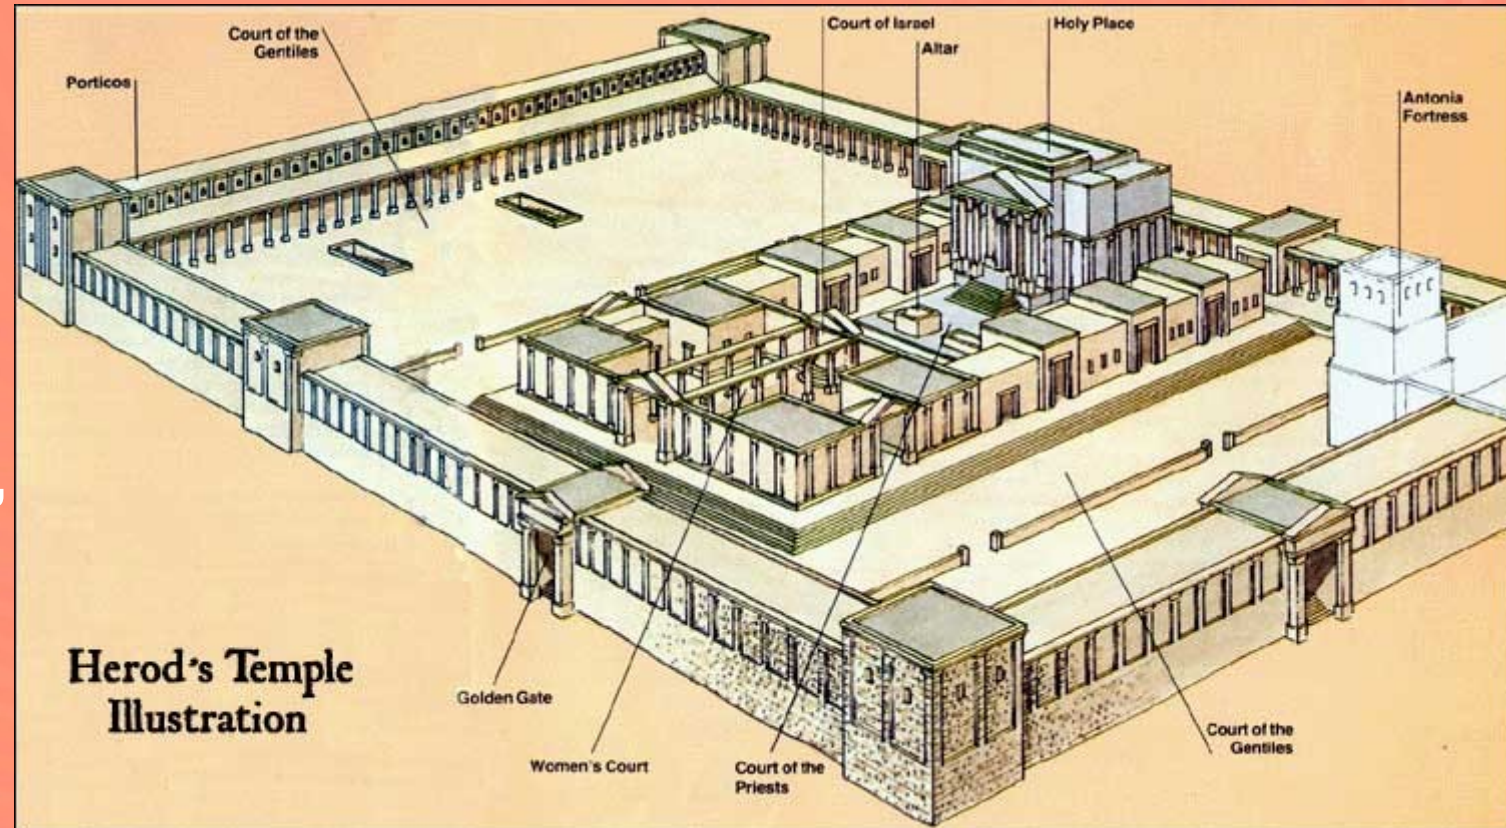 Court of the
Gentiles
Porticos
Court of Israel
Altar
Holy Place
Antonia
Fortress
Herod's Temple
Illustration
Golden Gate
Women's Court
Court of the
Priests
Court of the
Gentiles